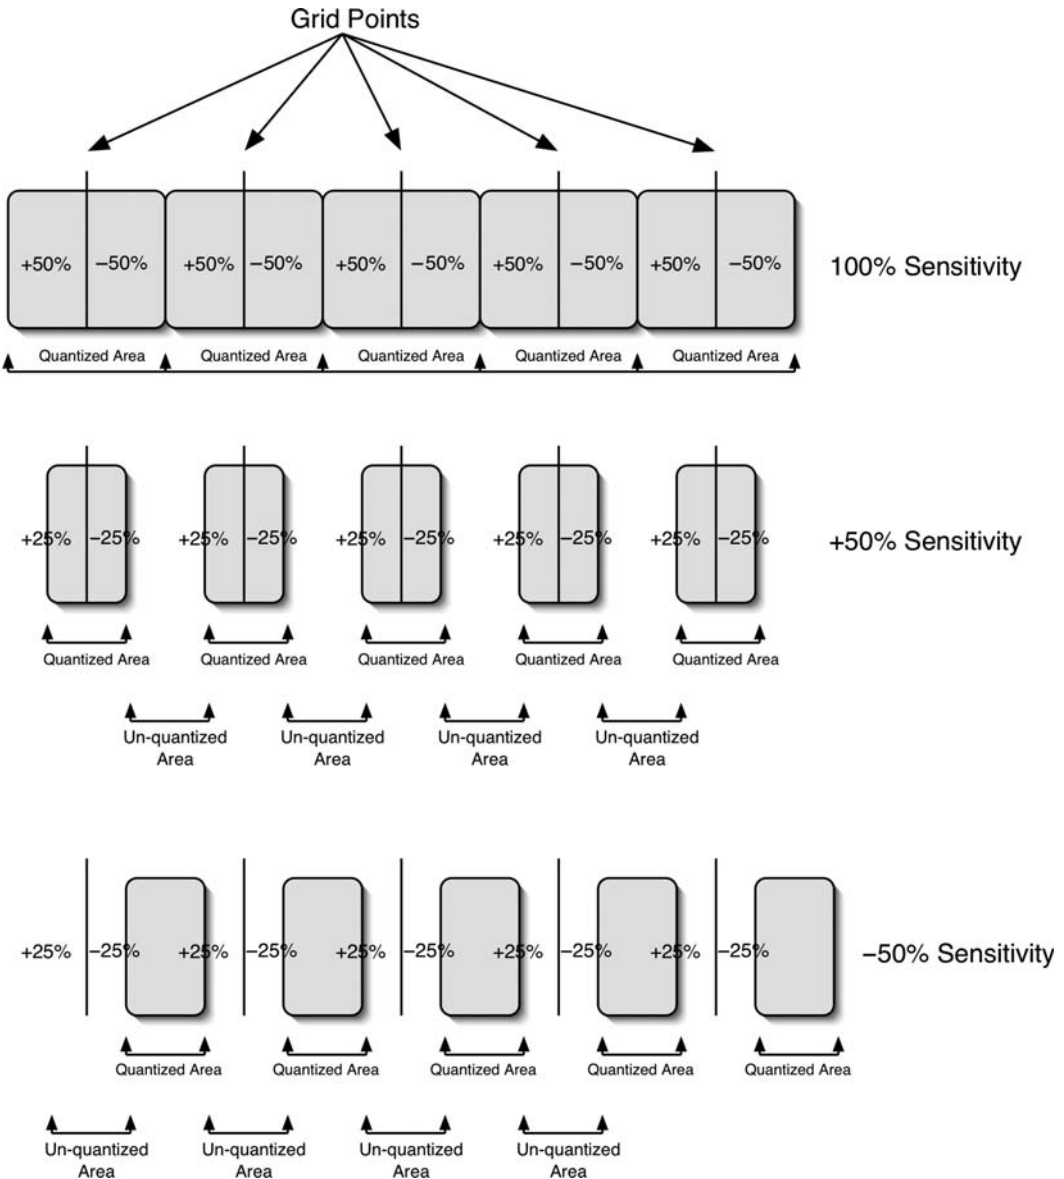 Grid Points
+50% −50% +50% −50% +50% −50% +50% −50% +50% −50%
100% Sensitivity
Quantized Area Quantized Area Quantized Area Quantized Area Quantized Area
+25% −25% +25% −25% +25% −25% +25% −25% +25% −25%
+50% Sensitivity
Quantized Area Quantized Area Quantized Area Quantized Area Quantized Area
Un-quantized Un-quantized Un-quantized Un-quantized
Area Area Area Area
+25% −25% +25% −25% +25% −25% +25% −25% +25% −25%
−50% Sensitivity
Quantized Area Quantized Area Quantized Area Quantized Area Quantized Area
Un-quantized Un-quantized Un-quantized Un-quantized
Area Area Area Area